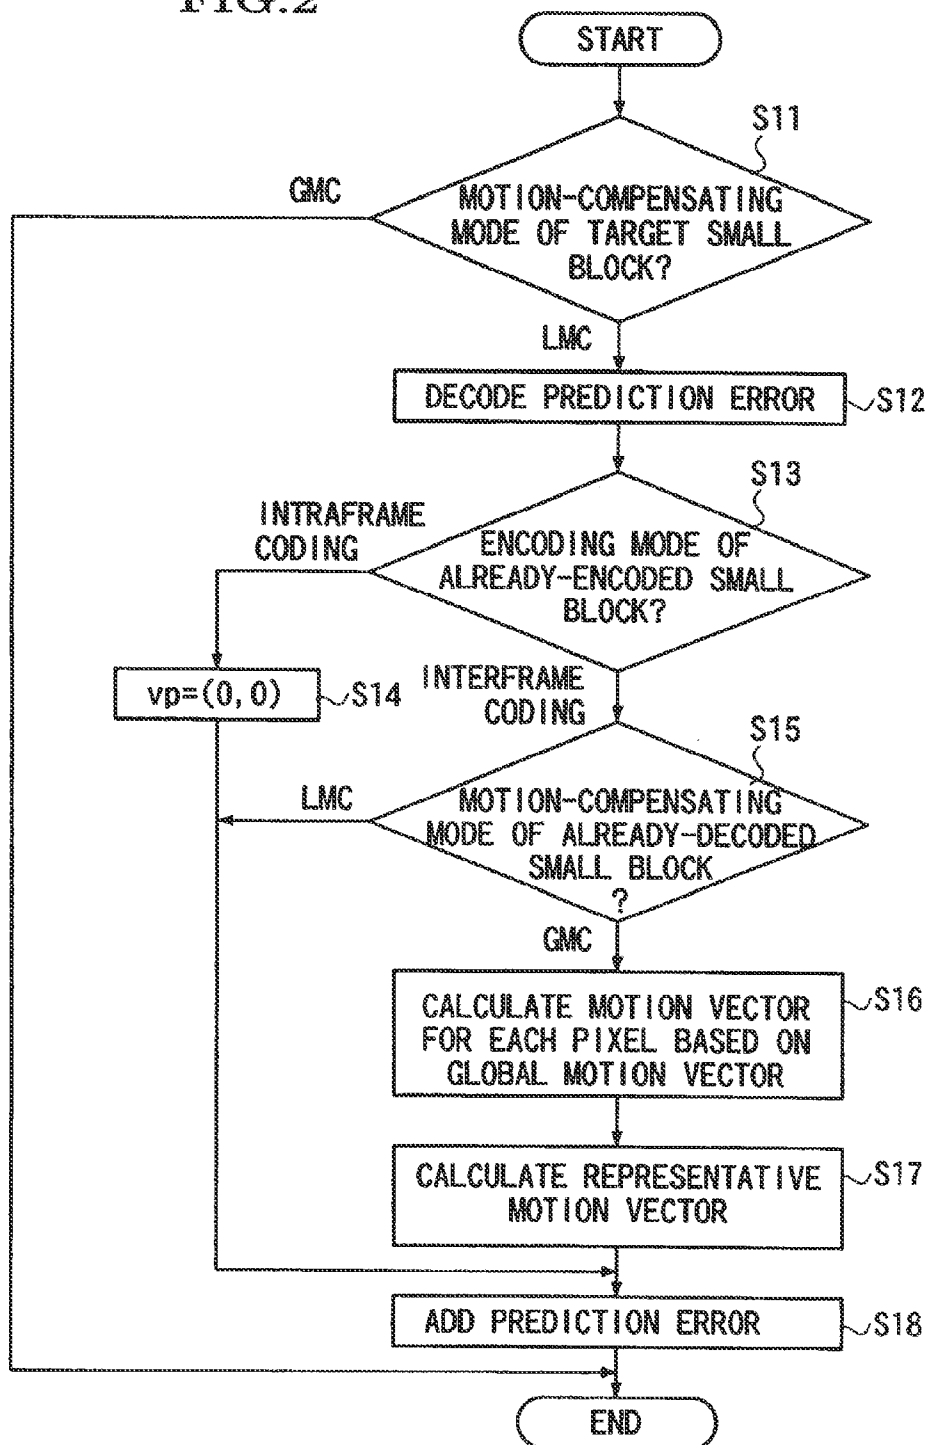 FIG.2
START
S11
GMC
MOTION-COMPENSATING
MODE OF TARGET SMALL
BLOCK?
LMC
DECODE PREDICTION ERROR
S12
S13
INTRAFRAME
CODING
ENCODING MODE OF
ALREADY-ENCODED SMALL
BLOCK?
vp=(0,0)
S14
INTERFRAME
CODING
S15
LMC
MOTION-COMPENSATING
MODE OF ALREADY-DECODED
SMALL BLOCK
?
GMC
CALCULATE MOTION VECTOR
FOR EACH PIXEL BASED ON
GLOBAL MOTION VECTOR
S16
CALCULATE REPRESENTATIVE
MOTION VECTOR
S17
ADD PREDICTION ERROR
S18
END